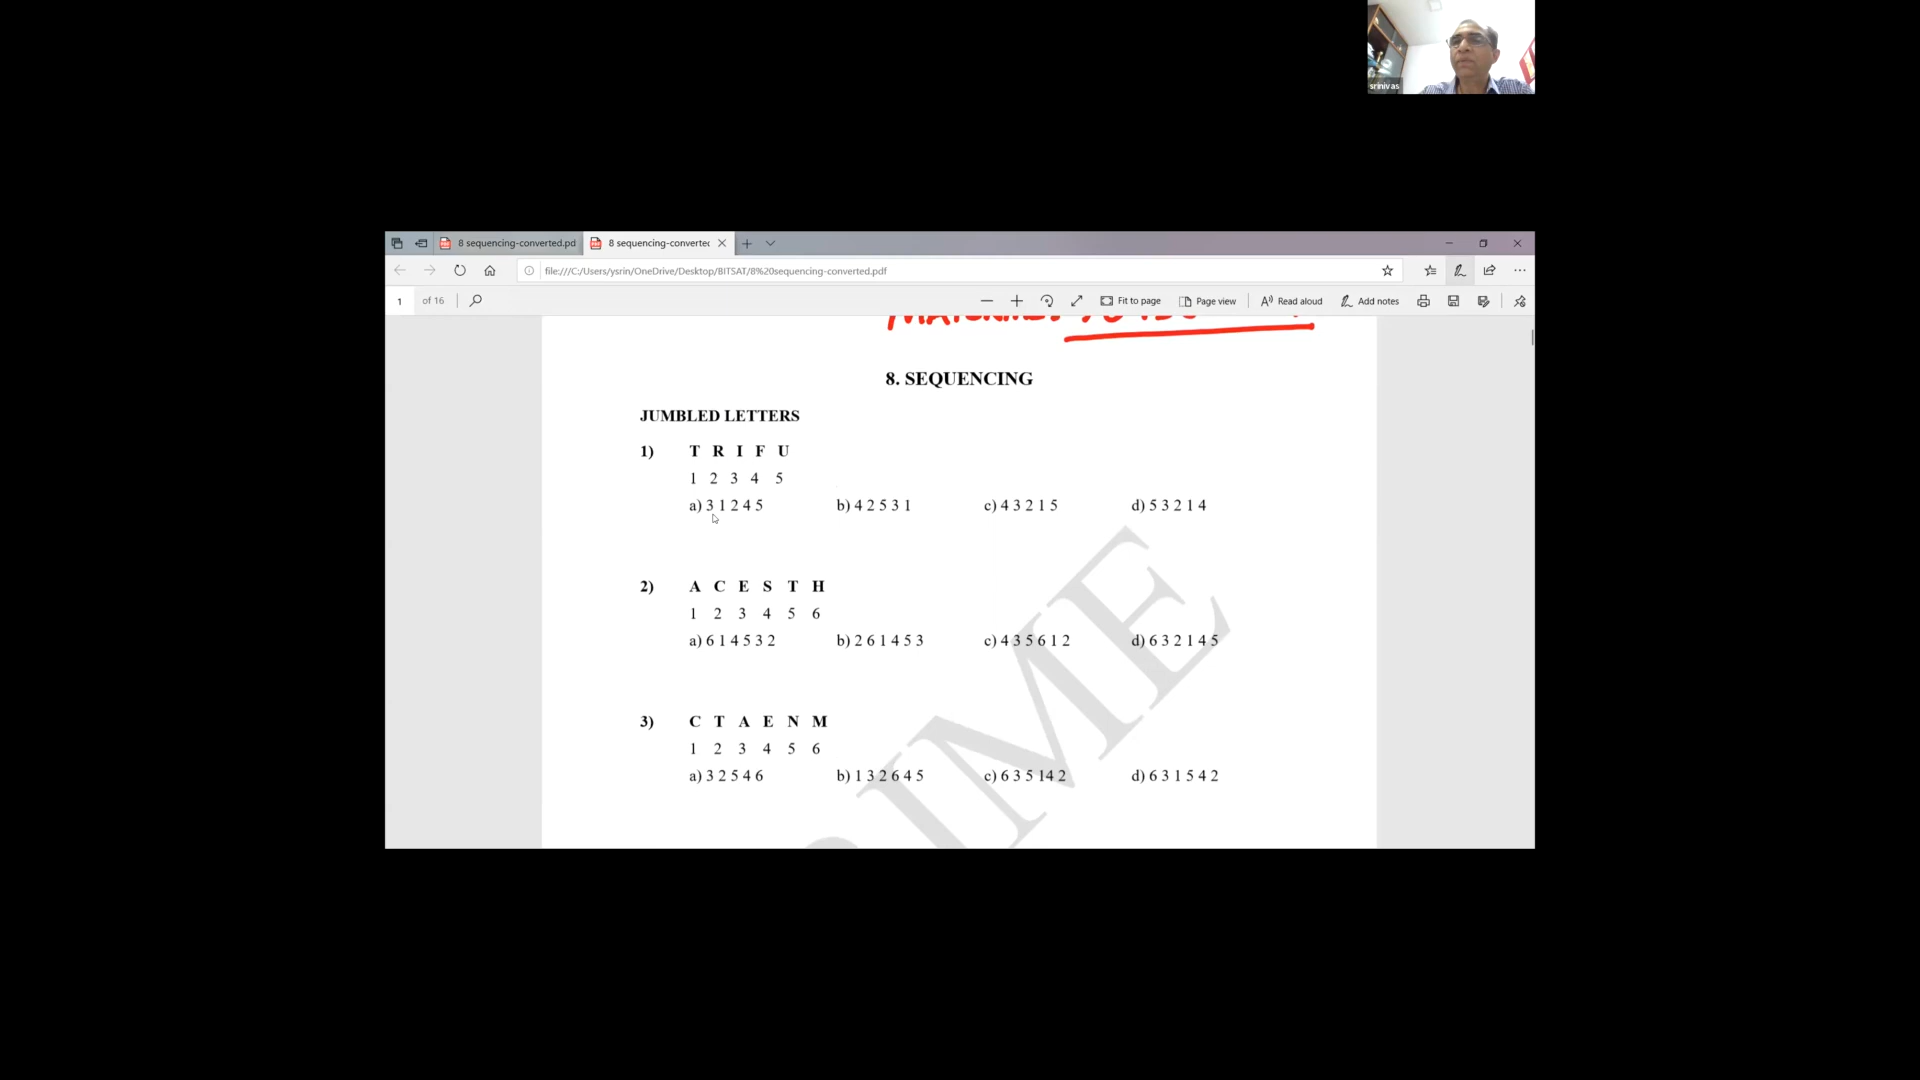 srinivas
8 sequencing-converted.pd
8 sequencing-converted
file:///C:/Users/ysrin/OneDrive/Desktop/BITSAT/8%20sequencing-converted.pdf
1 of 16 Fit to page Page view Read aloud Add notes
8. SEQUENCING
JUMBLED LETTERS
1) T R I F U
1 2 3 4 5
a) 3 1 2 4 5 b) 4 2 5 3 1 c) 4 3 2 1 5 d) 5 3 2 1 4
2) A C E S T H
1 2 3 4 5 6
a) 6 1 4 5 3 2 b) 2 6 1 4 5 3 c) 4 3 5 6 1 2 d) 6 3 2 1 4 5
3) C T A E N M
1 2 3 4 5 6
a) 3 2 5 4 6 b) 1 3 2 6 4 5 c) 6 3 5 14 2 d) 6 3 1 5 4 2